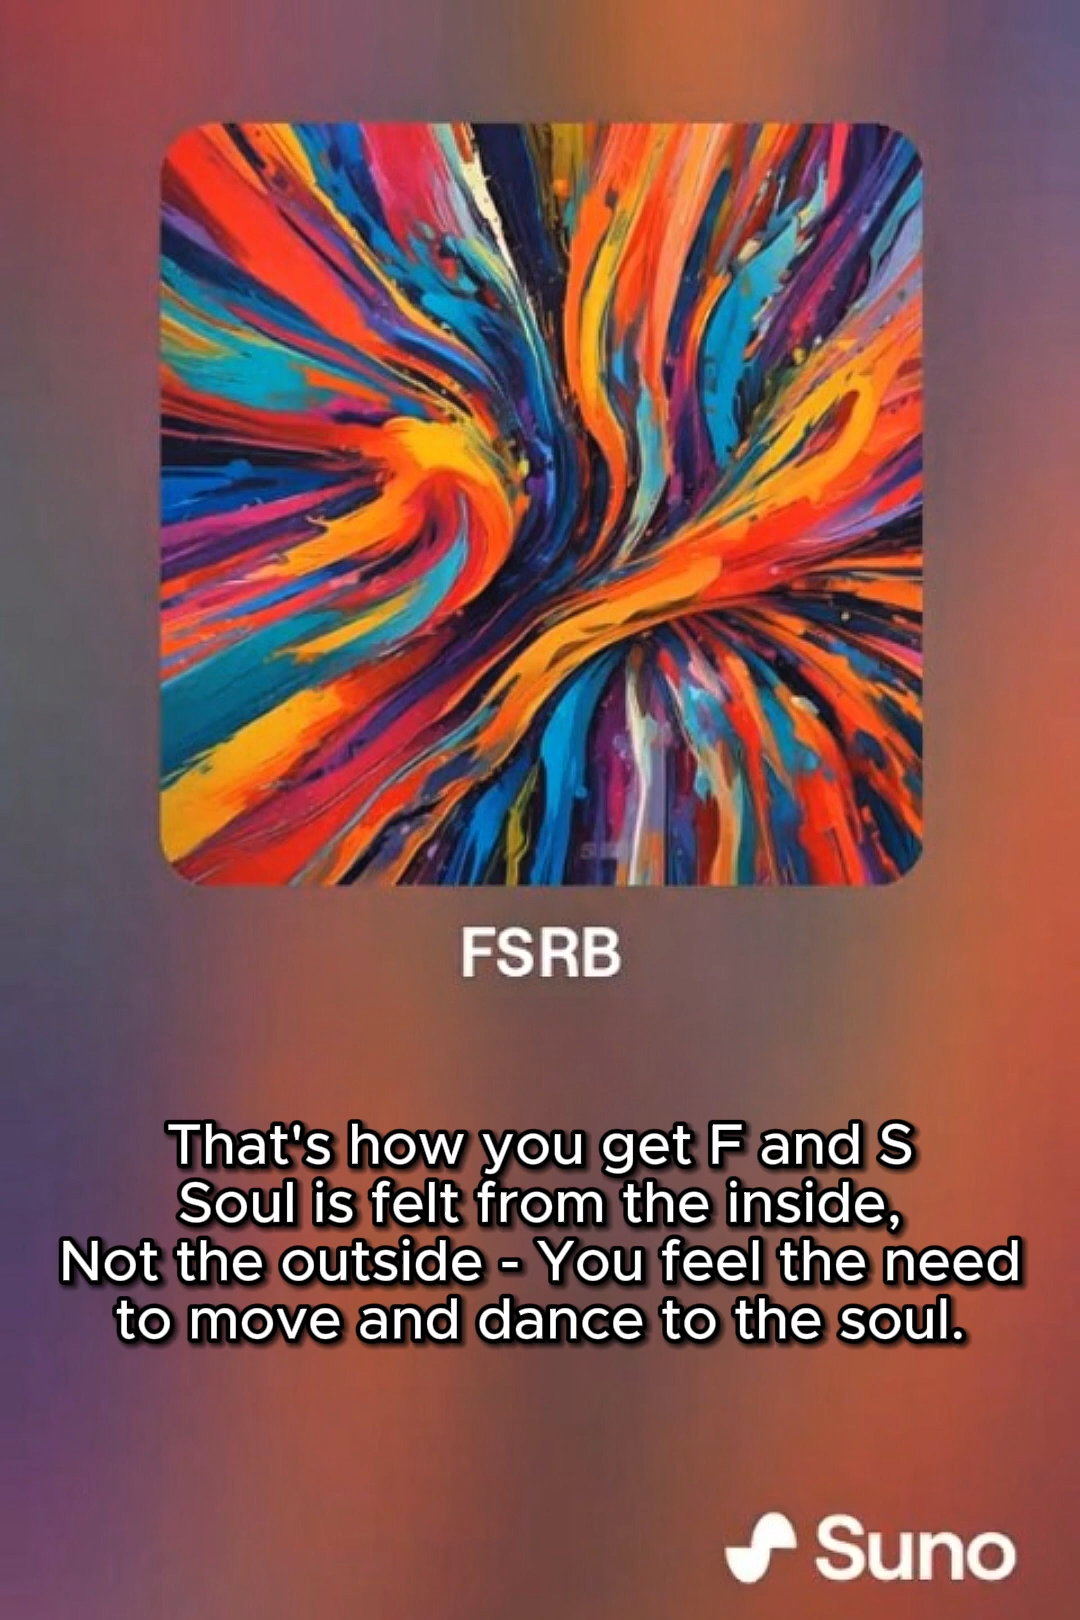 FSRB
That's how you get F and S
Soul is felt from the inside,
Not the outside - You feel the need
to move and dance to the soul.
Suno